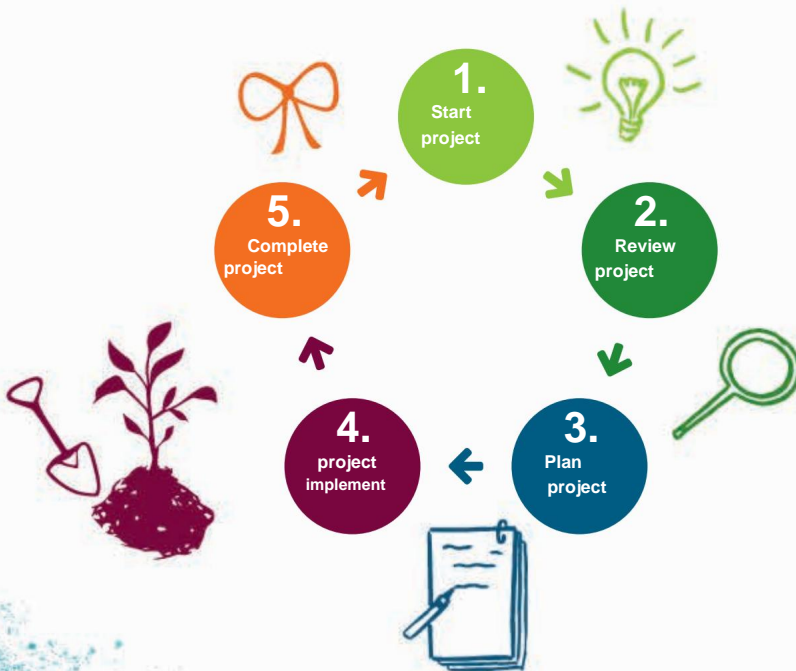 1.
Start
project
2.
Review
project
3.
Plan
project
4.
project
implement
5.
Complete
project